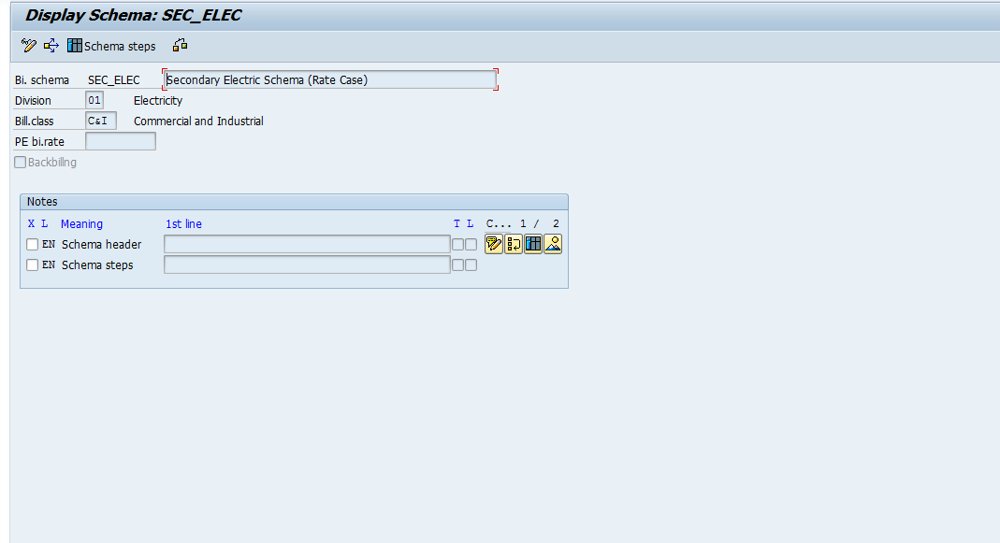 Display Schema: SEC_ELEC
Schema steps
Bi. schema SEC_ELEC Secondary Electric Schema (Rate Case)
Division 01 Electricity
Bill.class C&I Commercial and Industrial
PE bi.rate
Backbillng
Notes
X L Meaning 1st line T L C... 1 / 2
EN Schema header
EN Schema steps